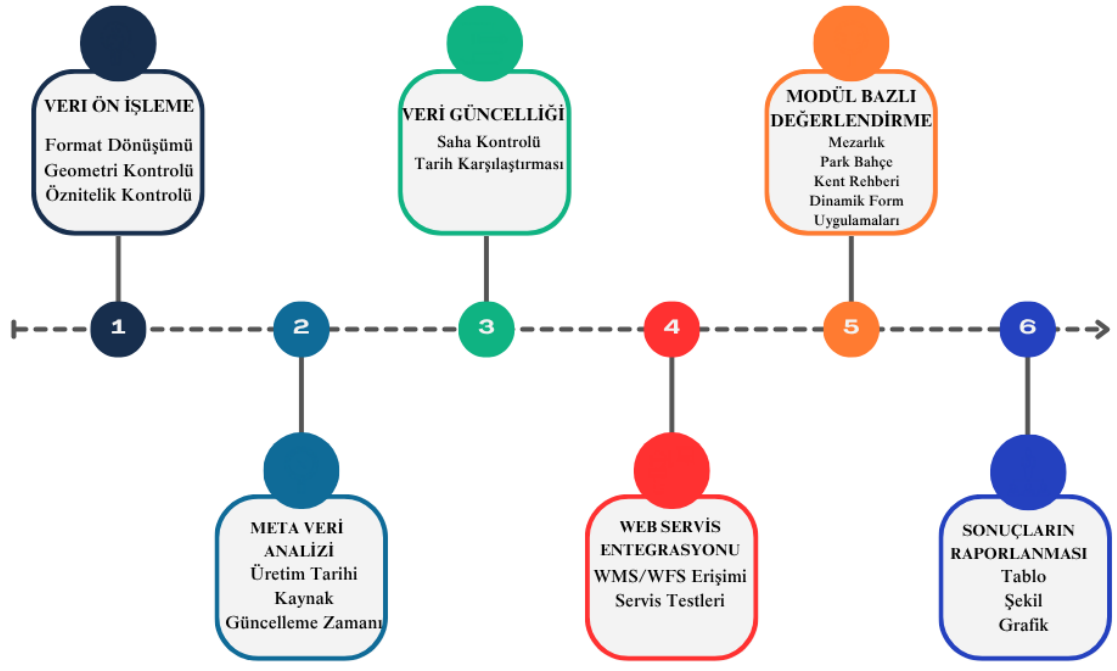 VERI ÖN İŞLEME
Format Dönüşümü
Geometri Kontrolü
Öznitelik Kontrolü
1
META VERİ
ANALİZİ
Üretim Tarihi
Kaynak
Güncelleme Zamanı
2
VERİ GÜNCELLİĞİ
Saha Kontrolü
Tarih Karşılaştırması
3
WEB SERVİS
ENTEGRASYONU
WMS/WFS Erişimi
Servis Testleri
4
MODÜL BAZLI
DEĞERLENDİRME
Mezarlık
Park Bahçe
Kent Rehberi
Dinamik Form
Uygulamaları
5
SONUÇLARIN
RAPORLANMASI
Tablo
Şekil
Grafik
6